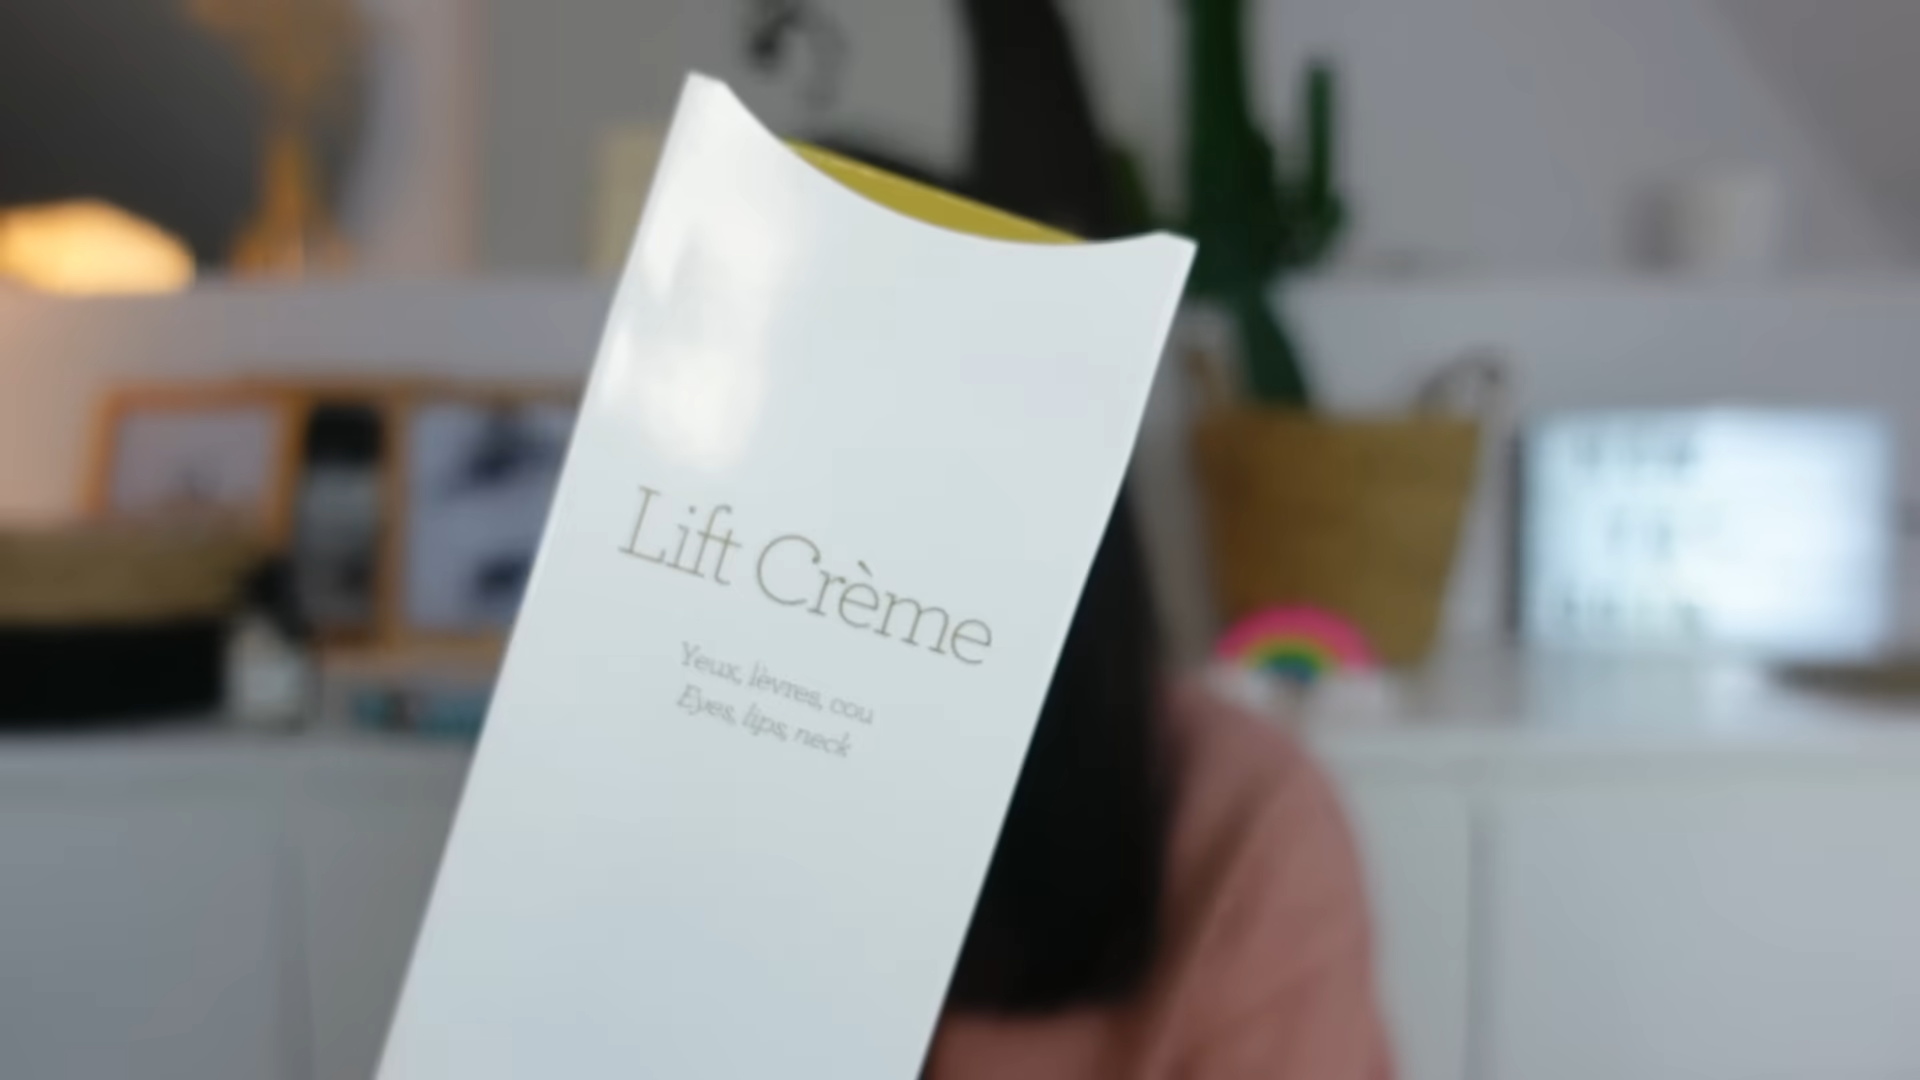 Lift Crème
Yeux, lèvres, cou
Eyes, lips, neck